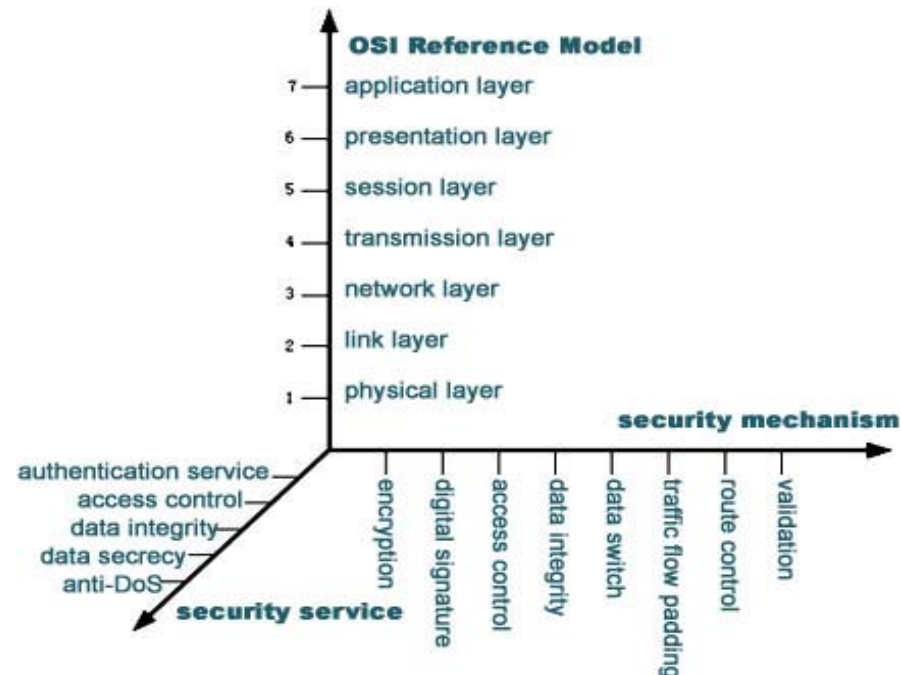 OSI Reference Model
7 application layer
6 presentation layer
5 session layer
4 transmission layer
3 network layer
2 link layer
1 physical layer
security mechanism
encryption
digital signature
access control
data integrity
data switch
traffic flow padding
route control
validation
authentication service
access control
data integrity
data secrecy
anti-DoS
security service